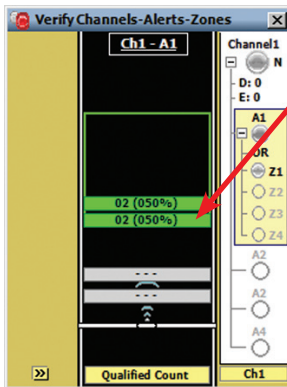 Verify Channels-Alerts-Zones
Ch1 - A1
02 (050%)
02 (050%)
- - -
- - -
Qualified Count
Channel1
N
D: 0
E: 0
A1
OR
Z1
Z2
Z3
Z4
A2
A2
A4
Ch1